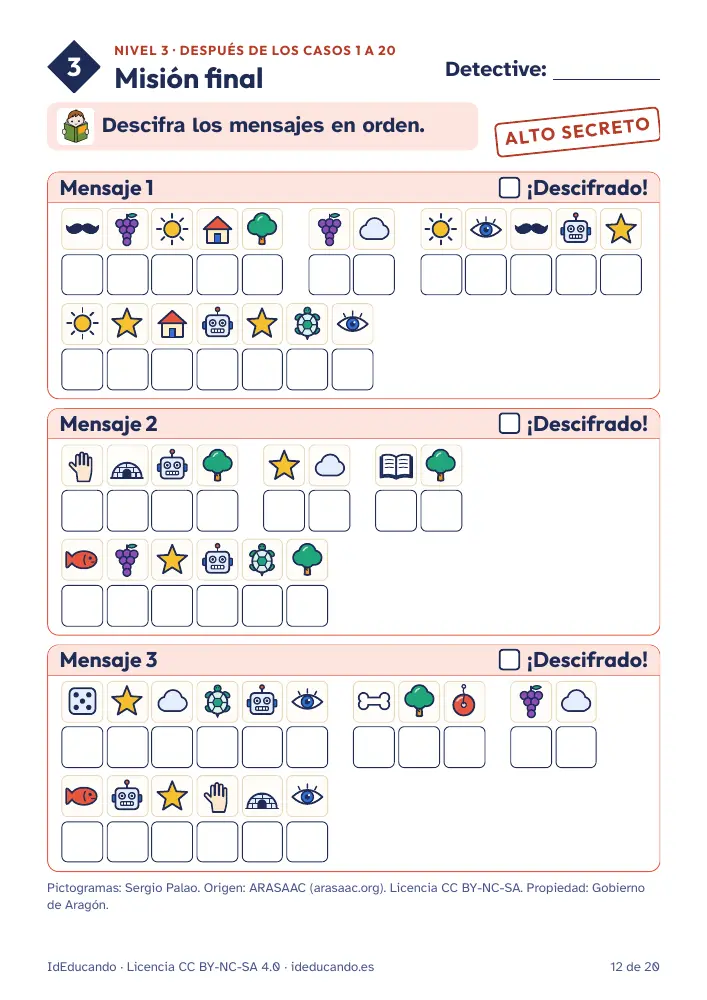 3
NIVEL 3 · DESPUÉS DE LOS CASOS 1 A 20
Misión final
Detective:
Descifra los mensajes en orden.
ALTO SECRETO
Mensaje 1
¡Descifrado!
Mensaje 2
¡Descifrado!
Mensaje 3
¡Descifrado!
Pictogramas: Sergio Palao. Origen: ARASAAC (arasaac.org). Licencia CC BY-NC-SA. Propiedad: Gobierno
de Aragón.
IdEducando · Licencia CC BY-NC-SA 4.0 · ideducando.es
12 de 20